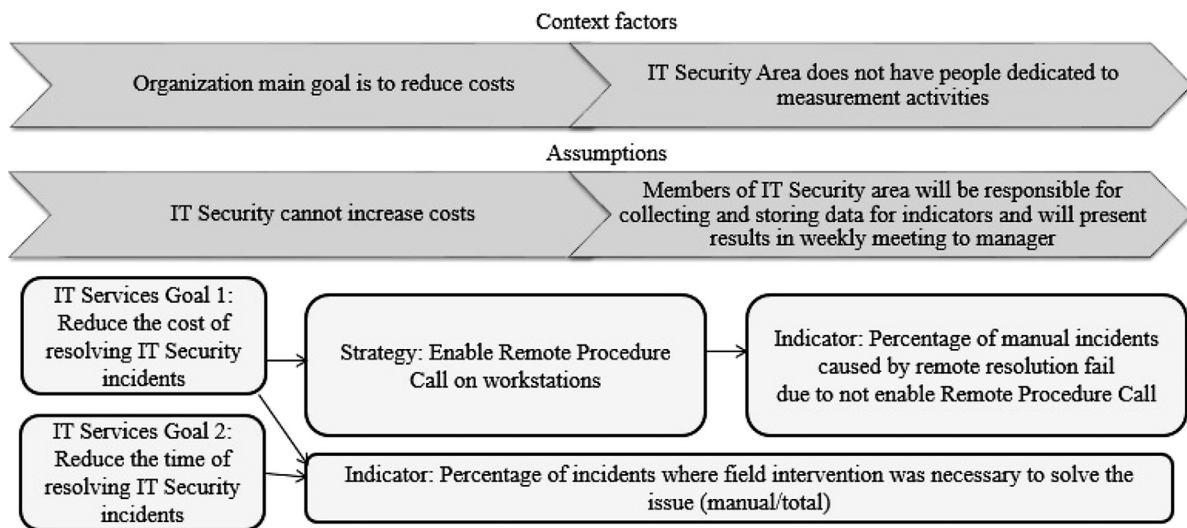 Context factors
Organization main goal is to reduce costs
IT Security Area does not have people dedicated to
measurement activities
Assumptions
IT Security cannot increase costs
Members of IT Security area will be responsible for
collecting and storing data for indicators and will present
results in weekly meeting to manager
IT Services Goal 1:
Reduce the cost of
resolving IT Security
incidents
Strategy: Enable Remote Procedure
Call on workstations
Indicator: Percentage of manual incidents
caused by remote resolution fail
due to not enable Remote Procedure Call
IT Services Goal 2:
Reduce the time of
resolving IT Security
incidents
Indicator: Percentage of incidents where field intervention was necessary to solve the
issue (manual/total)